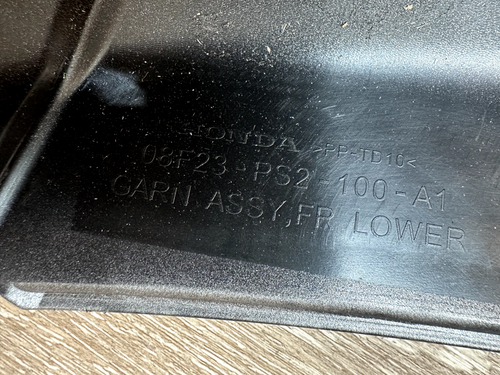 HONDA >PP-TD10<
08F23-PS2-100-A1
GARN ASSY,FR LOWER